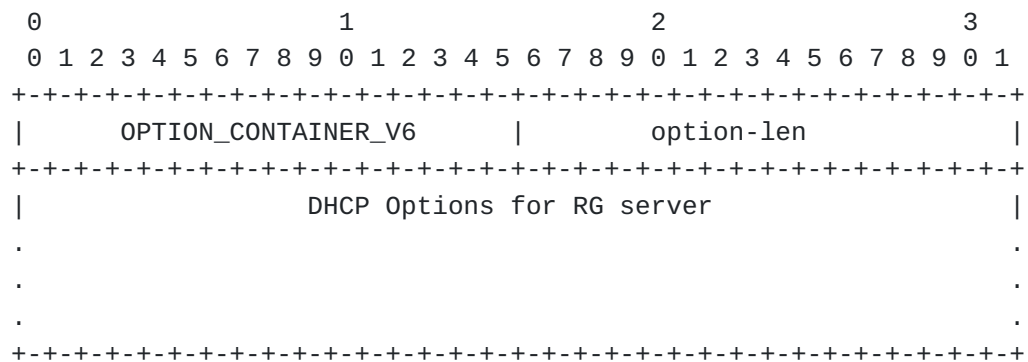 0                   1                   2                   3
 0 1 2 3 4 5 6 7 8 9 0 1 2 3 4 5 6 7 8 9 0 1 2 3 4 5 6 7 8 9 0 1
+-+-+-+-+-+-+-+-+-+-+-+-+-+-+-+-+-+-+-+-+-+-+-+-+-+-+-+-+-+-+-+-+
|      OPTION_CONTAINER_V6      |        option-len             |
+-+-+-+-+-+-+-+-+-+-+-+-+-+-+-+-+-+-+-+-+-+-+-+-+-+-+-+-+-+-+-+-+
|                  DHCP Options for RG server                   |
.                                                               .
.                                                               .
.                                                               .
+-+-+-+-+-+-+-+-+-+-+-+-+-+-+-+-+-+-+-+-+-+-+-+-+-+-+-+-+-+-+-+-+